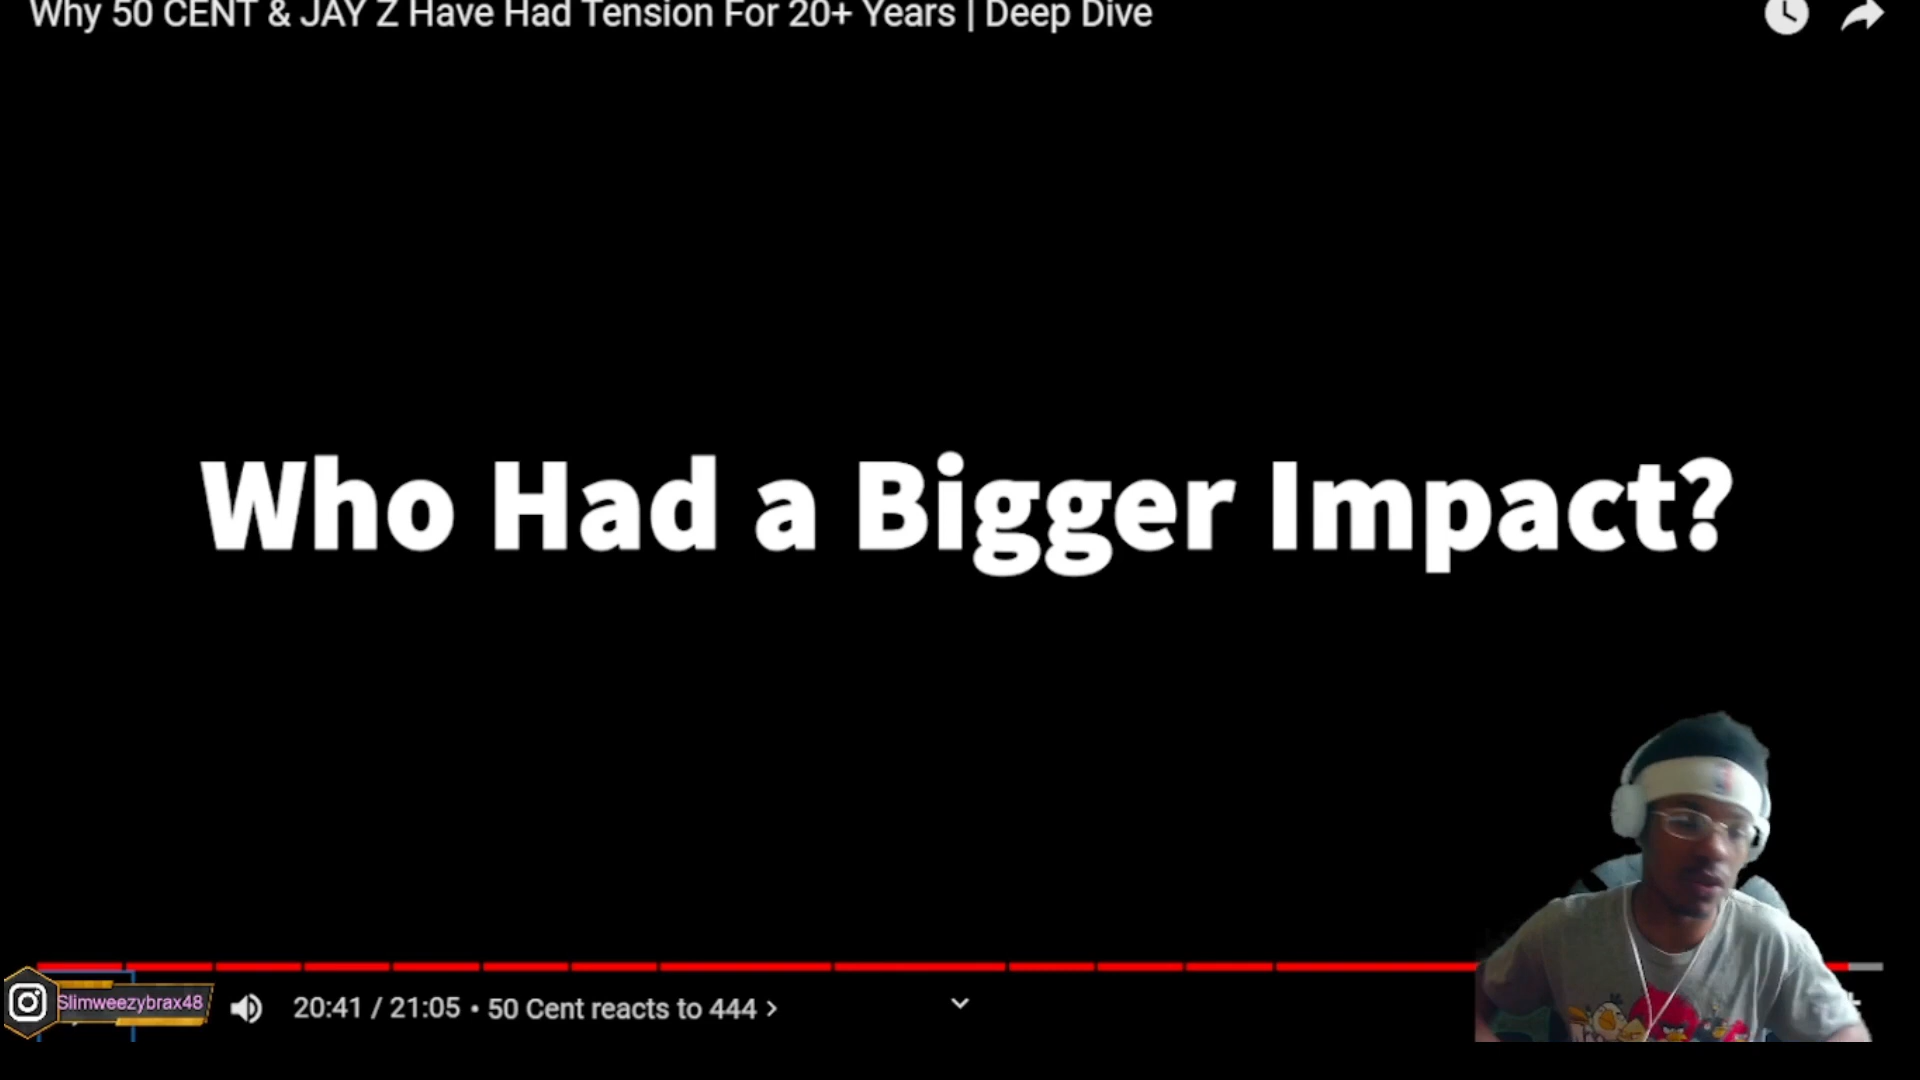 Why 50 CENT & JAY Z Have Had Tension For 20+ Years | Deep Dive
Who Had a Bigger Impact?
Slimweezybrax48
20:41 / 21:05 • 50 Cent reacts to 444 >